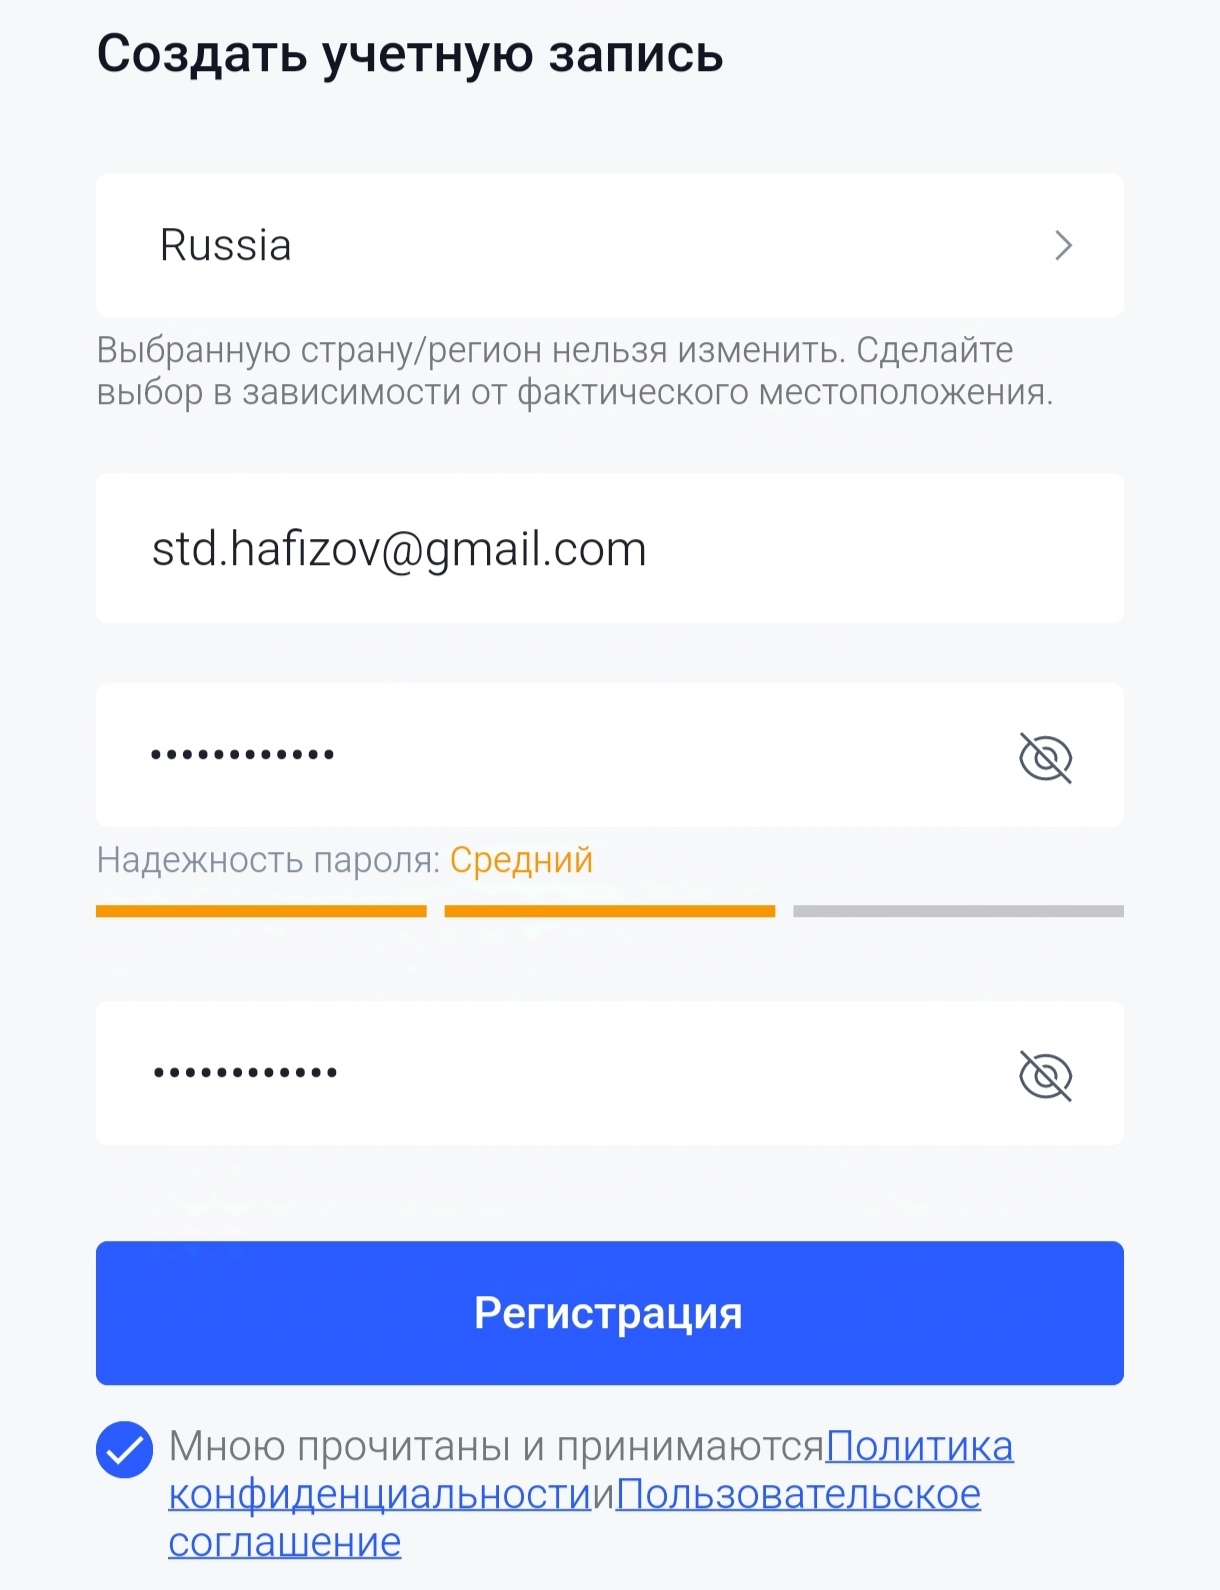 Создать учетную запись
Russia
Выбранную страну/регион нельзя изменить. Сделайте
выбор в зависимости от фактического местоположения.
std.hafizov@gmail.com
••••••••••••
Надежность пароля: Средний
••••••••••••
Регистрация
Мною прочитаны и принимаютсяПолитика
конфиденциальностииПользовательское
соглашение